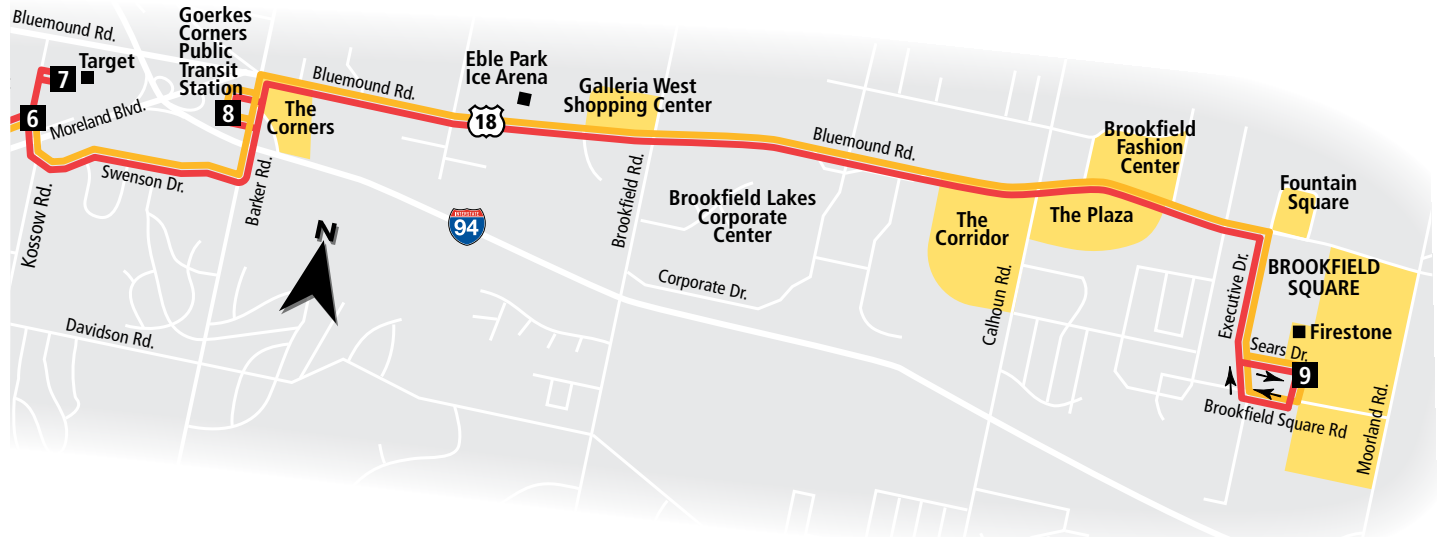 Bluemound Rd.
Goerkes
Corners
Public
Transit
Station
Target
7
6
Moreland Blvd.
8
The
Corners
Bluemound Rd.
Eble Park
Ice Arena
18
Galleria West
Shopping Center
Bluemound Rd.
Brookfield
Fashion
Center
Fountain
Square
Swenson Dr.
Kossow Rd.
Barker Rd.
N
INTERSTATE
94
Brookfield Rd.
Brookfield Lakes
Corporate
Center
Corporate Dr.
The
Corridor
The Plaza
Calhoun Rd.
Executive Dr.
BROOKFIELD
SQUARE
Firestone
Sears Dr.
9
Brookfield Square Rd
Moorland Rd.
Davidson Rd.